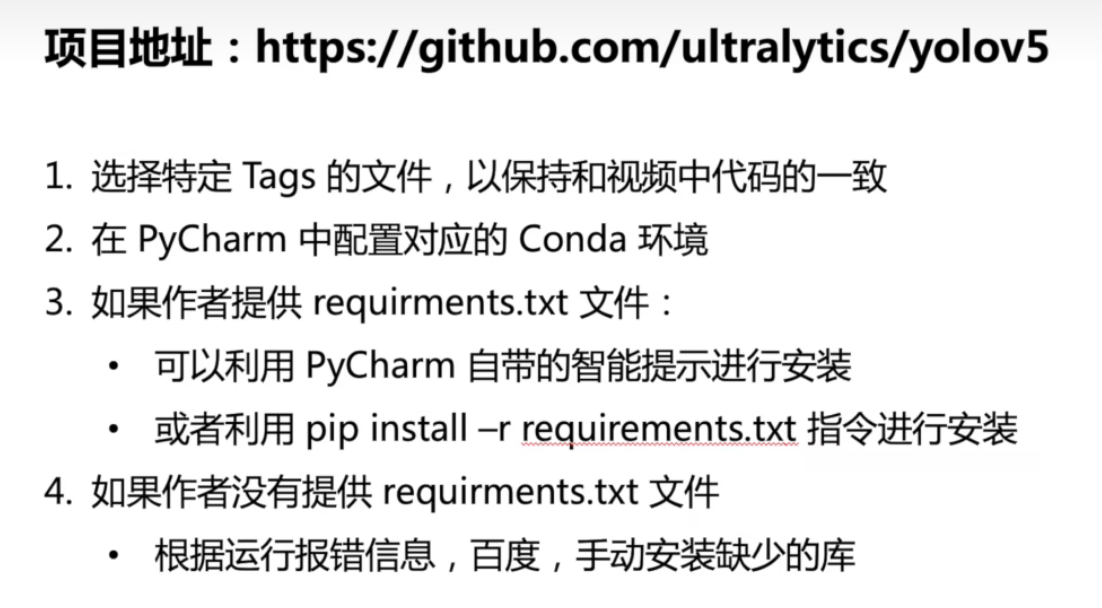 项目地址：https://github.com/ultralytics/yolov5
1. 选择特定 Tags 的文件，以保持和视频中代码的一致
2. 在 PyCharm 中配置对应的 Conda 环境
3. 如果作者提供 requirments.txt 文件：
• 可以利用 PyCharm 自带的智能提示进行安装
• 或者利用 pip install –r requirements.txt 指令进行安装
4. 如果作者没有提供 requirments.txt 文件
• 根据运行报错信息，百度，手动安装缺少的库